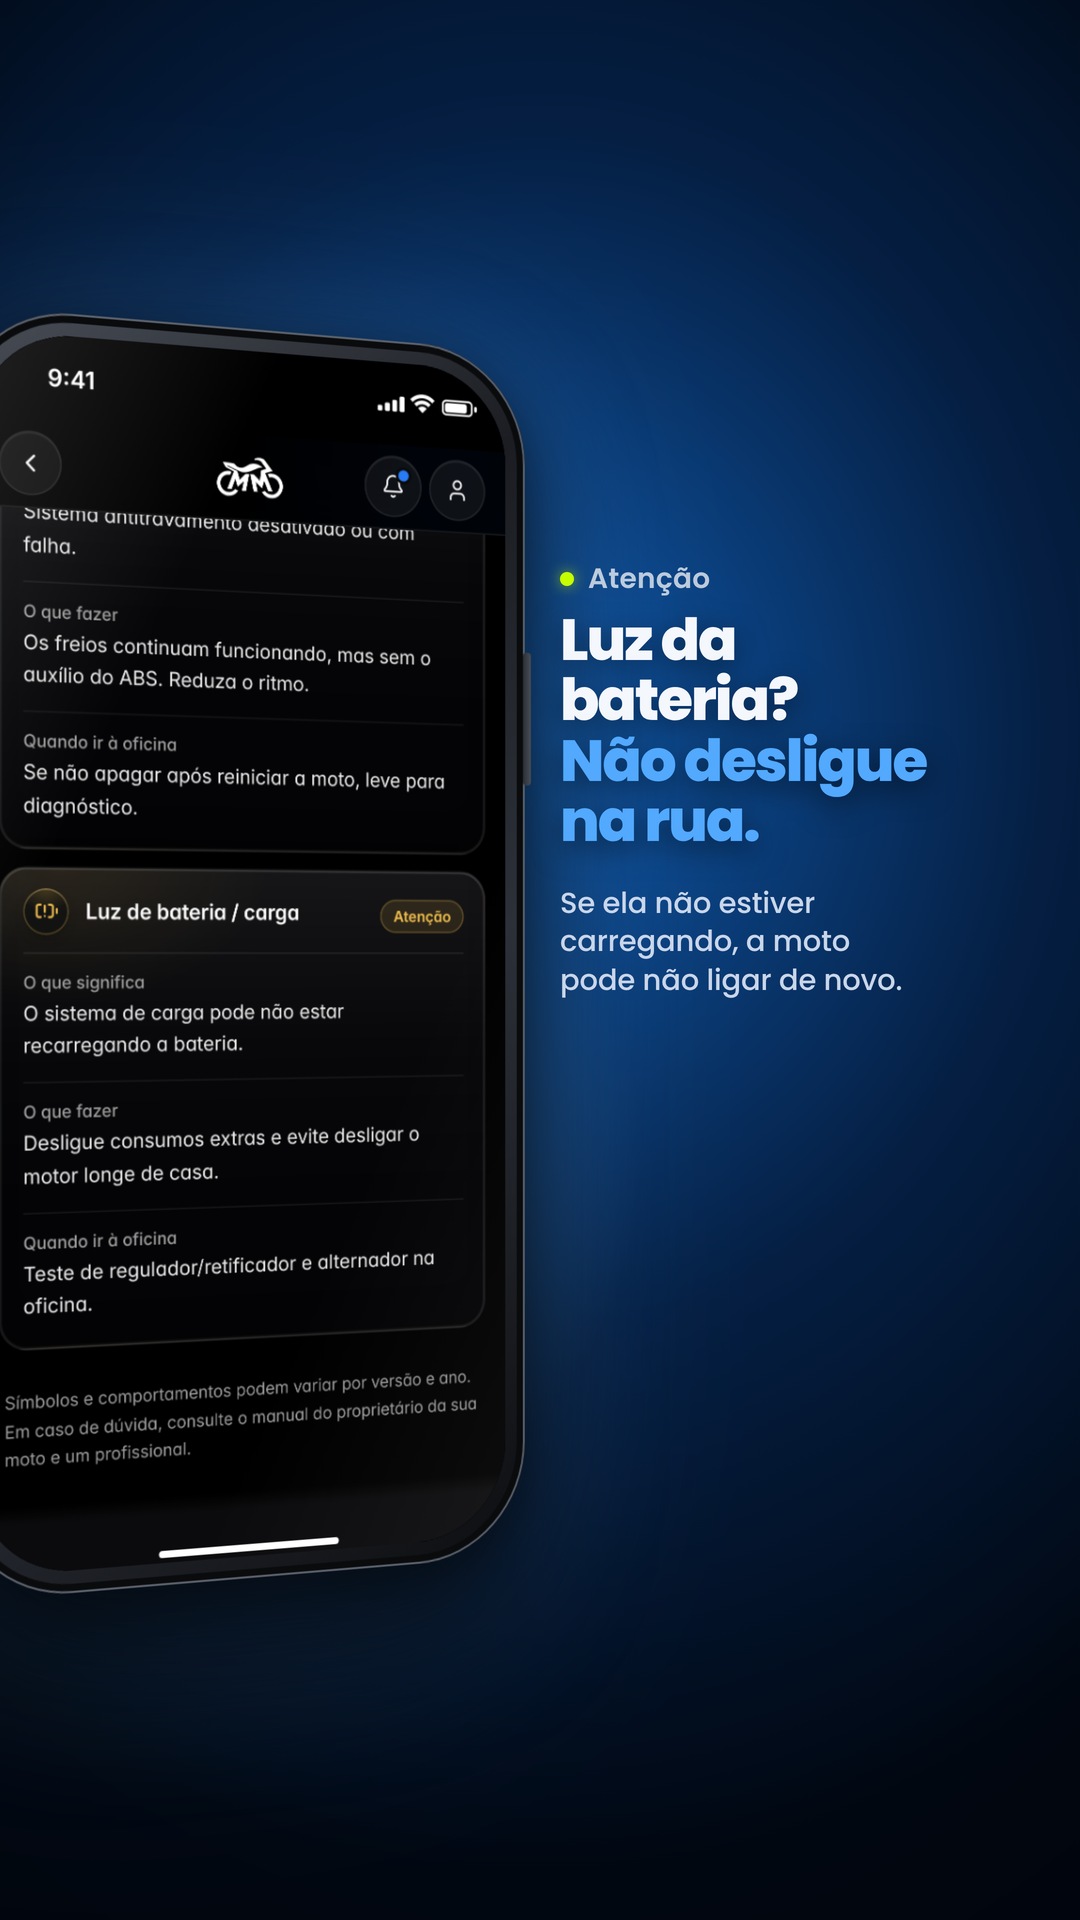 9:41
MM
Sistema antitravamento desativado ou com
falha.
O que fazer
Os freios continuam funcionando, mas sem o
auxílio do ABS. Reduza o ritmo.
Quando ir à oficina
Se não apagar após reiniciar a moto, leve para
diagnóstico.
Luz de bateria / carga
Atenção
O que significa
O sistema de carga pode não estar
recarregando a bateria.
O que fazer
Desligue consumos extras e evite desligar o
motor longe de casa.
Quando ir à oficina
Teste de regulador/retificador e alternador na
oficina.
Símbolos e comportamentos podem variar por versão e ano.
Em caso de dúvida, consulte o manual do proprietário da sua
moto e um profissional.
Atenção
Luz da
bateria?
Não desligue
na rua.
Se ela não estiver
carregando, a moto
pode não ligar de novo.